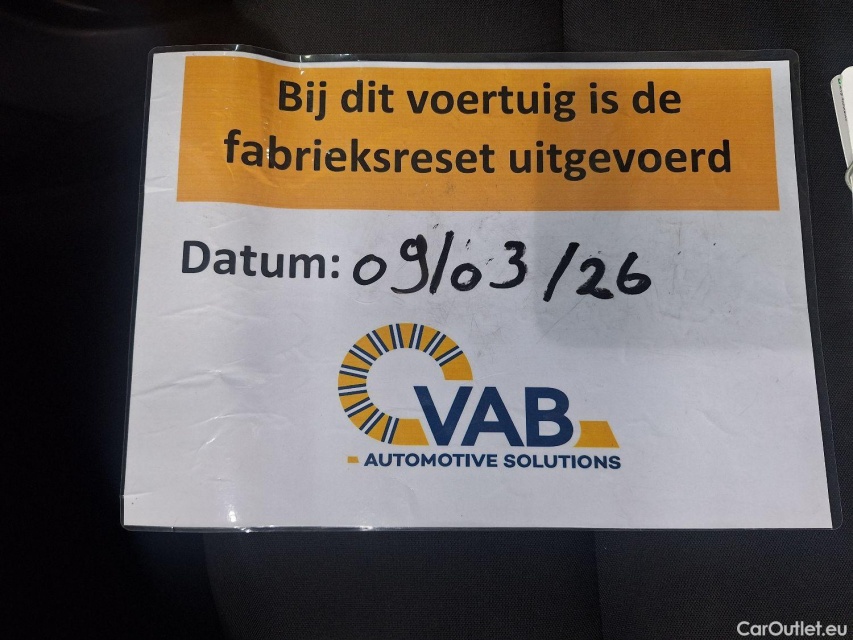 Bij dit voertuig is de
fabrieksreset uitgevoerd
Datum: 09/03/26
VAB
AUTOMOTIVE SOLUTIONS
CarOutlet.eu